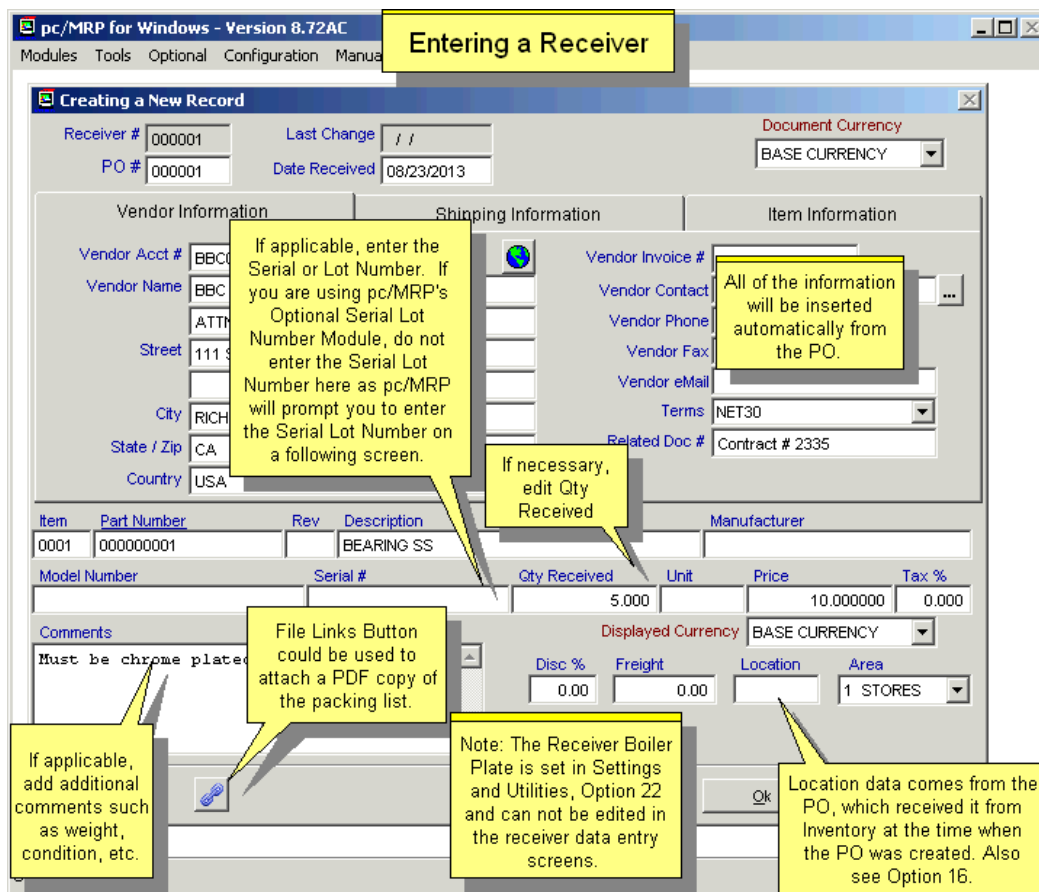 pc/MRP for Windows - Version 8.72AC
Entering a Receiver
Modules Tools Optional Configuration
Creating a New Record
Receiver # 000001
Last Change / /
Document Currency
PO # 000001
Date Received 08/23/2013
BASE CURRENCY
Vendor Information
Shipping Information
Item Information
Vendor Acct #
Vendor Name BBC
Street 111
City
State / Zip CA
Country USA
If applicable, enter the
Serial or Lot Number. If
you are using pc/MRP's
Optional Serial Lot
Number Module, do not
enter the Serial Lot
Number here as pc/MRP
will prompt you to enter
the Serial Lot Number on
a following screen.
Vendor Invoice #
Vendor Contact
...
Vendor Phone
Vendor Fax
Vendor eMail
Terms NET30
Related Doc # Contract # 2335
All of the information
will be inserted
automatically from
the PO.
If necessary,
edit Qty
Received
Item Part Number Rev Description Manufacturer
0001 000000001 BEARING SS
Model Number Serial # Qty Received Unit Price Tax %
5.000 10.000000 0.000
Comments
Displayed Currency BASE CURRENCY
Must be chrome plated
File Links Button
could be used to
attach a PDF copy of
the packing list.
Disc % Freight Location Area
0.00 0.00 1 STORES
If applicable,
add additional
comments such
as weight,
condition, etc.
Note: The Receiver Boiler
Plate is set in Settings
and Utilities, Option 22
and can not be edited in
the receiver data entry
screens.
Ok
Location data comes from the
PO, which received it from
Inventory at the time when
the PO was created. Also
see Option 16.